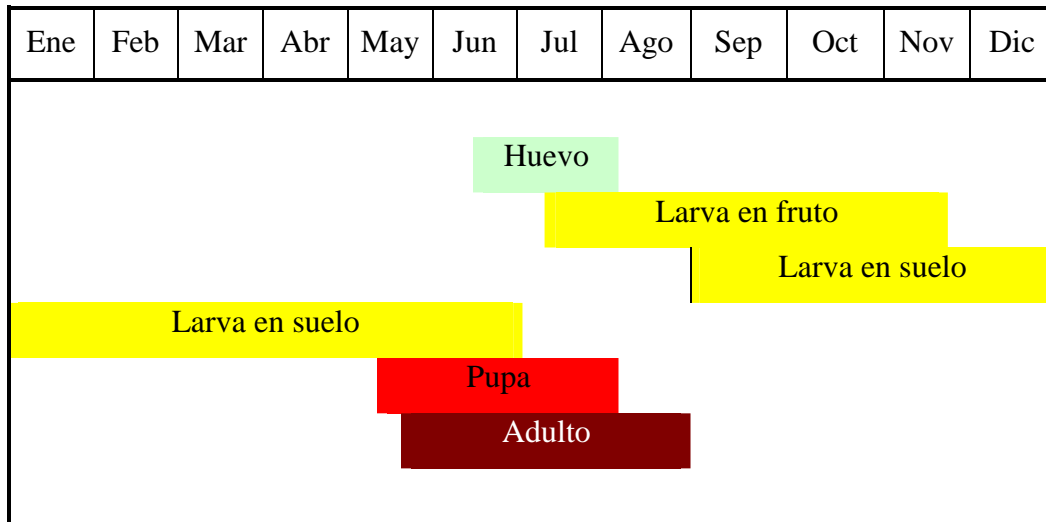 Ene Feb Mar Abr May Jun Jul Ago Sep Oct Nov Dic
Huevo
Larva en fruto
Larva en suelo
Larva en suelo
Pupa
Adulto